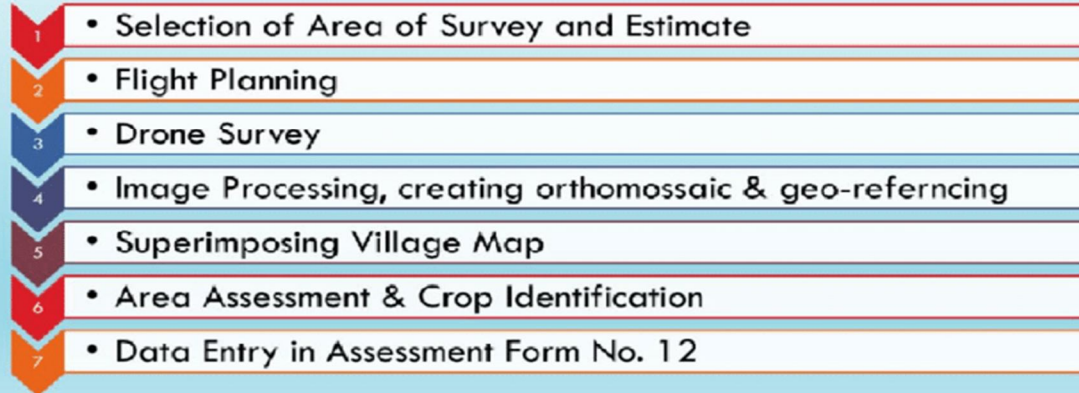 1 • Selection of Area of Survey and Estimate
2 • Flight Planning
3 • Drone Survey
4 • Image Processing, creating orthomossaic & geo-referncing
5 • Superimposing Village Map
6 • Area Assessment & Crop Identification
7 • Data Entry in Assessment Form No. 12